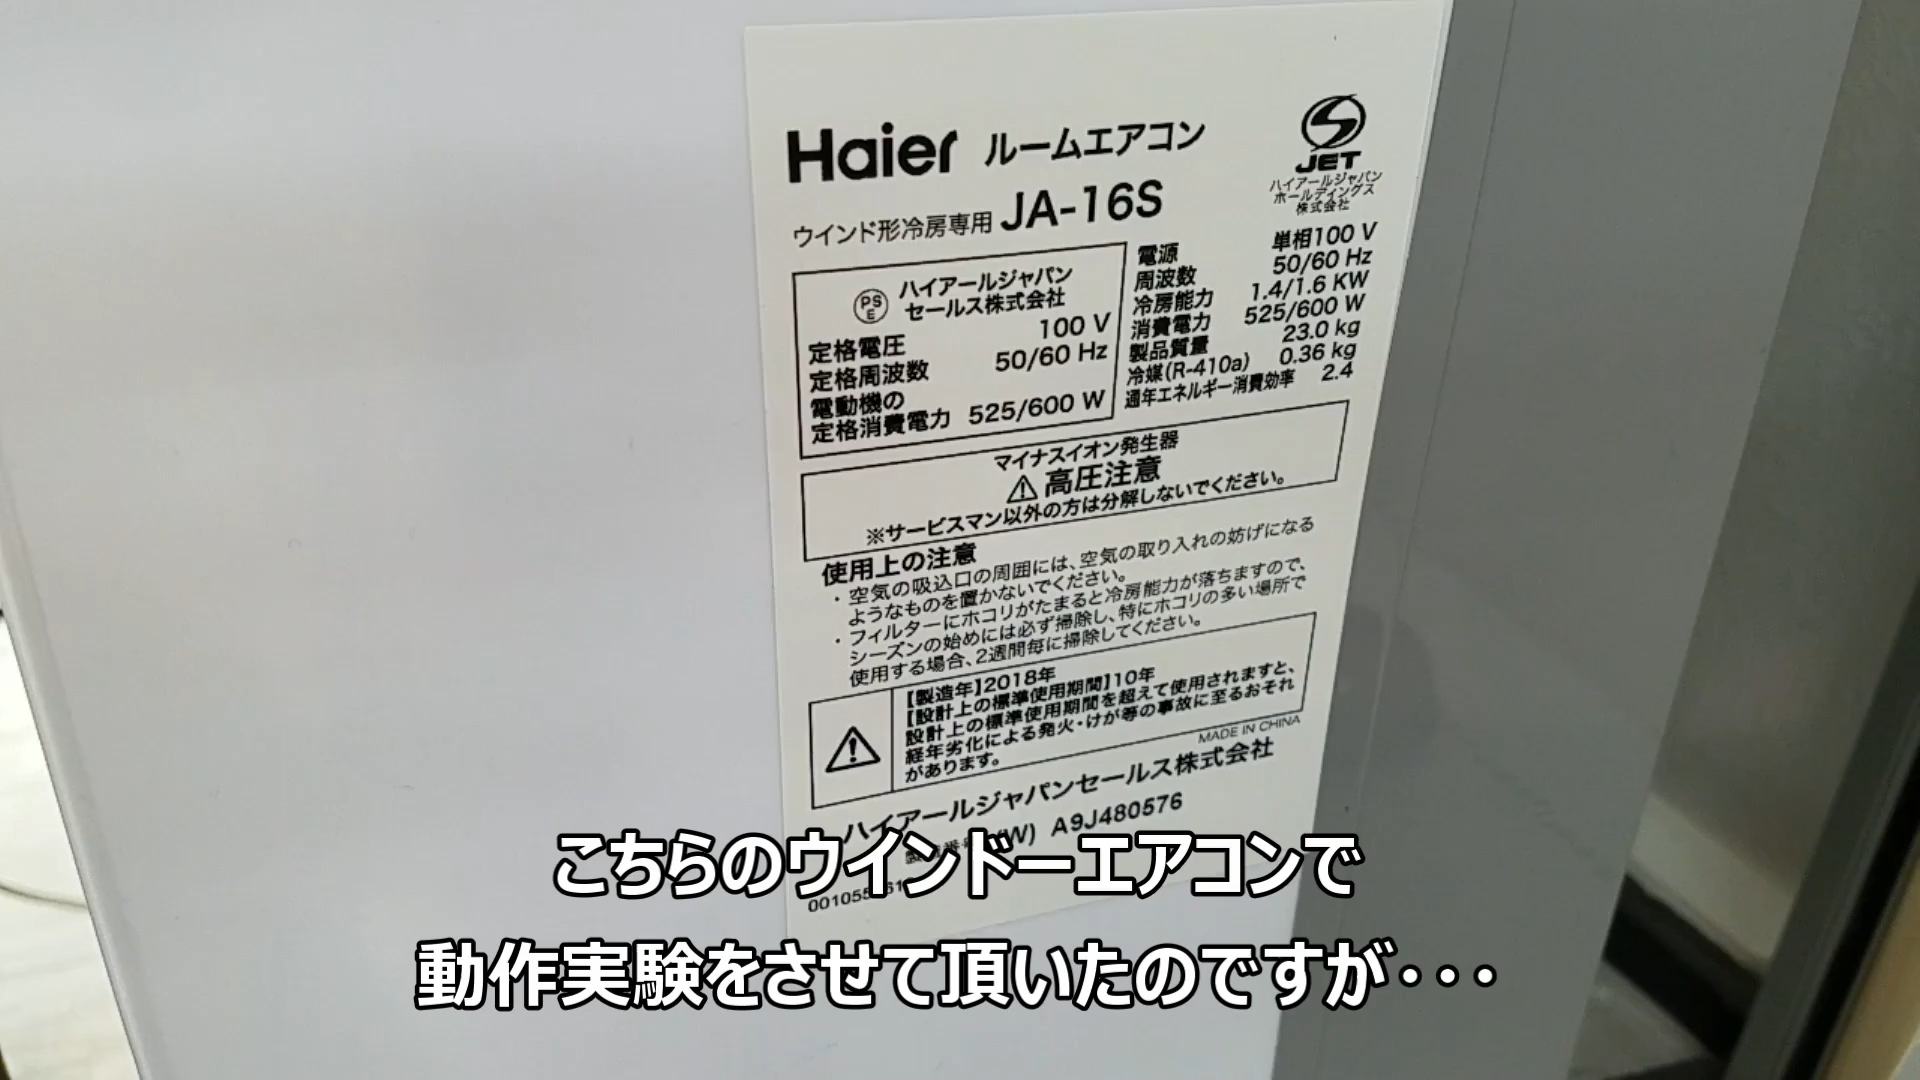 Haier ルームエアコン
ウインド形冷房専用 JA-16S
JET
ハイアールジャパン
ホールディングス
株式会社
PS
E
ハイアールジャパン
セールス株式会社
定格電圧 100 V
定格周波数 50/60 Hz
電動機の
定格消費電力 525/600 W
電源 単相100 V
周波数 50/60 Hz
冷房能力 1.4/1.6 KW
消費電力 525/600 W
製品質量 23.0 kg
冷媒(R-410a) 0.36 kg
通年エネルギー消費効率 2.4
マイナスイオン発生器
高圧注意
※サービスマン以外の方は分解しないでください。
使用上の注意
・空気の吸込口の周囲には、空気の取り入れの妨げになる
ようなものを置かないでください。
・フィルターにホコリがたまると冷房能力が落ちますので、
シーズンの始めには必ず掃除し、特にホコリの多い場所で
使用する場合、2週間毎に掃除してください。
【製造年】2018年
【設計上の標準使用期間】10年
設計上の標準使用期間を超えて使用されますと、
経年劣化による発火・けが等の事故に至るおそれ
があります。
MADE IN CHINA
ハイアールジャパンセールス株式会社
(W) A9J480576
こちらのウインドーエアコンで
動作実験をさせて頂いたのですが・・・